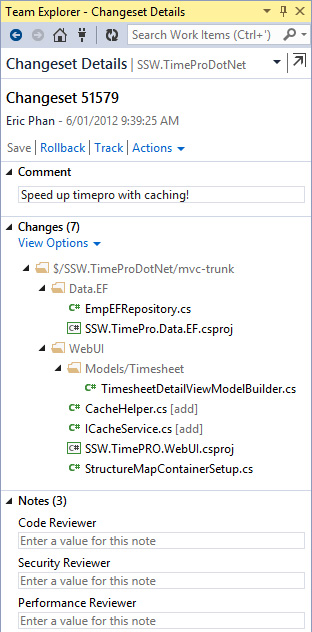 Team Explorer - Changeset Details
Search Work Items (Ctrl+')
Changeset Details | SSW.TimeProDotNet
Changeset 51579
Eric Phan - 6/01/2012 9:39:25 AM
Save | Rollback | Track | Actions
Comment
Speed up timepro with caching!
Changes (7)
View Options
$/SSW.TimeProDotNet/mvc-trunk
Data.EF
C# EmpEFRepository.cs
C# SSW.TimePro.Data.EF.csproj
WebUI
Models/Timesheet
C# TimesheetDetailViewModelBuilder.cs
C# CacheHelper.cs [add]
C# ICacheService.cs [add]
C# SSW.TimePRO.WebUI.csproj
C# StructureMapContainerSetup.cs
Notes (3)
Code Reviewer
Enter a value for this note
Security Reviewer
Enter a value for this note
Performance Reviewer
Enter a value for this note